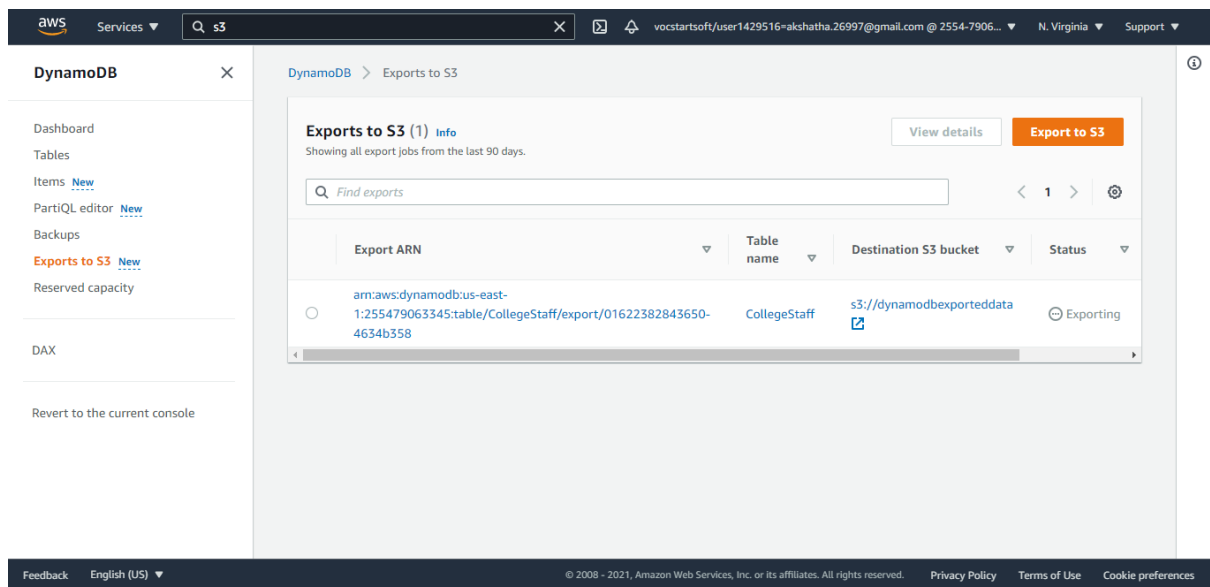 aws Services ▼ s3 vocstartsoft/user1429516=akshatha.26997@gmail.com @ 2554-7906... ▼ N. Virginia ▼ Support ▼
DynamoDB
DynamoDB > Exports to S3
Dashboard
Tables
Items New
PartiQL editor New
Backups
Exports to S3 New
Reserved capacity
DAX
Revert to the current console
Exports to S3 (1) Info
View details
Export to S3
Showing all export jobs from the last 90 days.
Find exports
< 1 >
Export ARN
Table
name
Destination S3 bucket
Status
arn:aws:dynamodb:us-east-
1:255479063345:table/CollegeStaff/export/01622382843650-
4634b358
CollegeStaff
s3://dynamodbexporteddata
Exporting
Feedback English (US) ▼ © 2008 - 2021, Amazon Web Services, Inc. or its affiliates. All rights reserved. Privacy Policy Terms of Use Cookie preferences